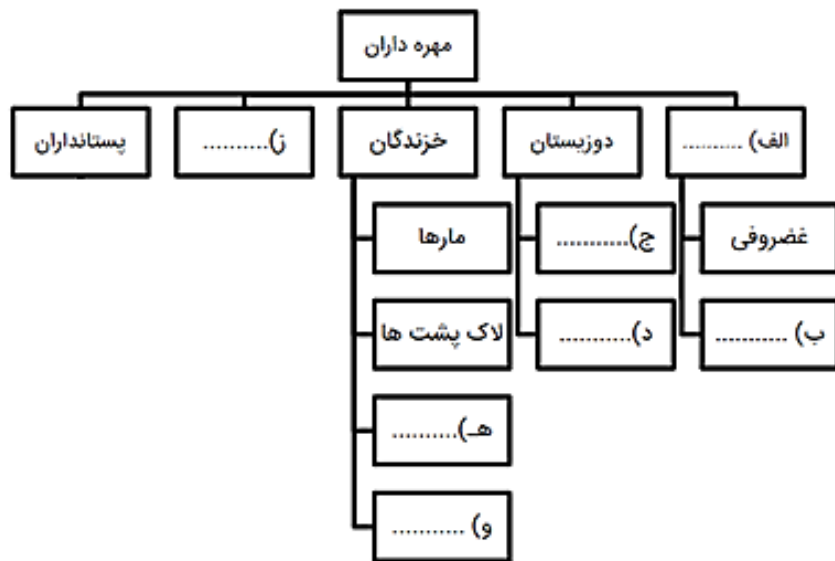 مهره داران
الف) ...........
دوزیستان
خزندگان
ز)...........
پستانداران
غضروفی
ب) ............
ج)............
د)............
مارها
لاک پشت ها
هـ)...........
و) ............